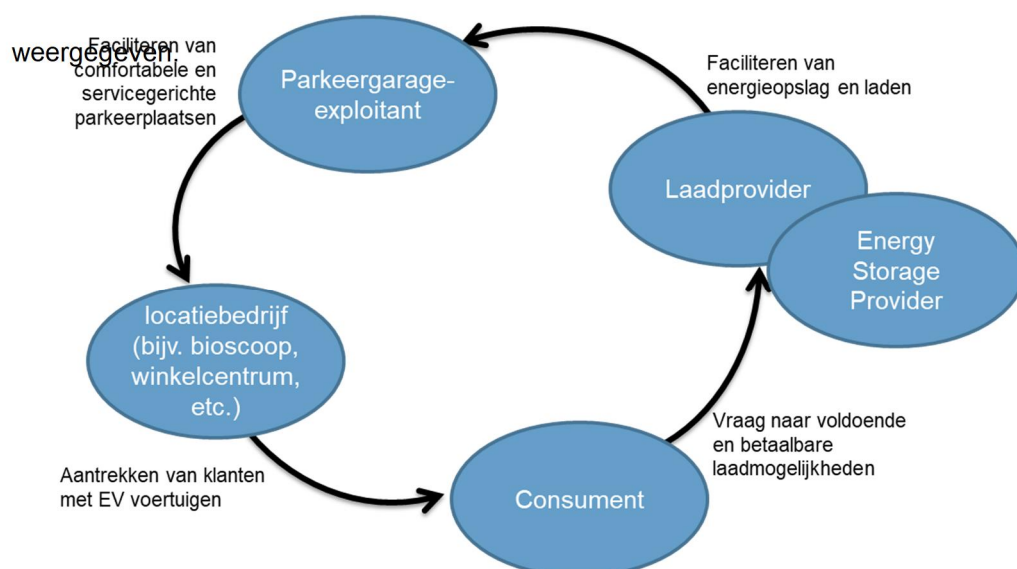 weergegeven.
Faciliteren van
comfortabele en
servicegerichte
parkeerplaatsen
Parkeergarage-
exploitant
Faciliteren van
energieopslag en laden
Laadprovider
Energy
Storage
Provider
locatiebedrijf
(bijv. bioscoop,
winkelcentrum,
etc.)
Vraag naar voldoende
en betaalbare
laadmogelijkheden
Aantrekken van klanten
met EV voertuigen
Consument